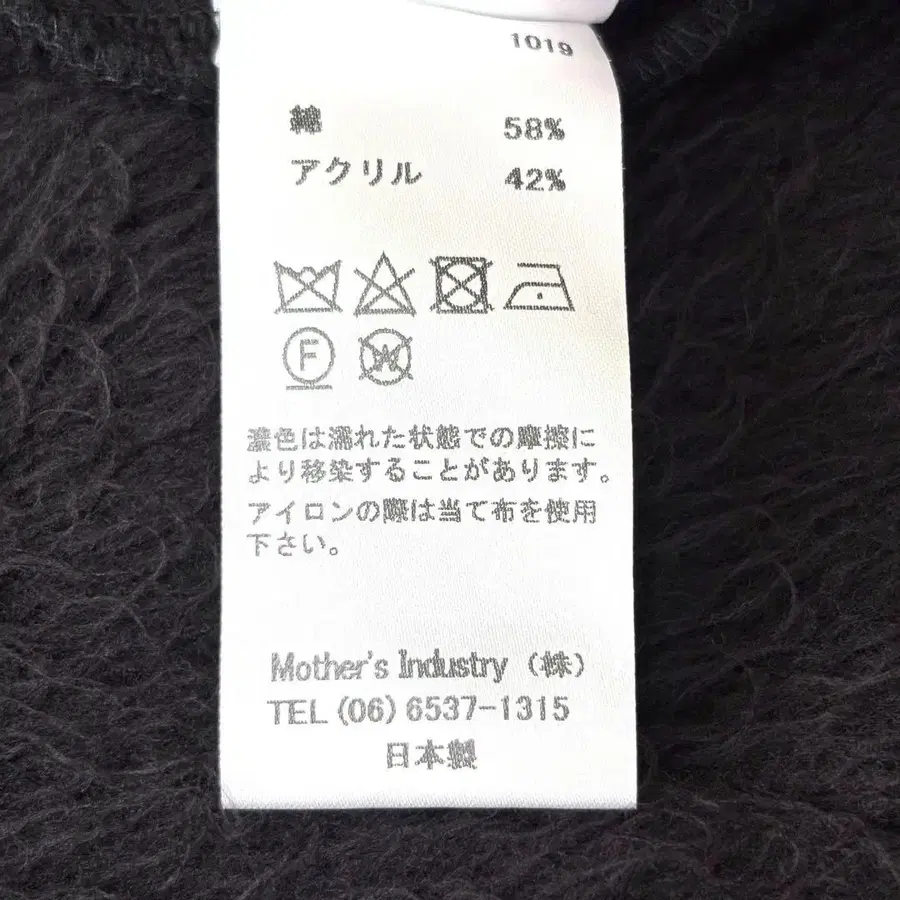 1019
綿 58%
アクリル 42%
F
W
濃色は濡れた状態での摩擦に
より移染することがあります。
アイロンの際は当て布を使用
下さい。
Mother's Industry (株)
TEL (06) 6537-1315
日本製